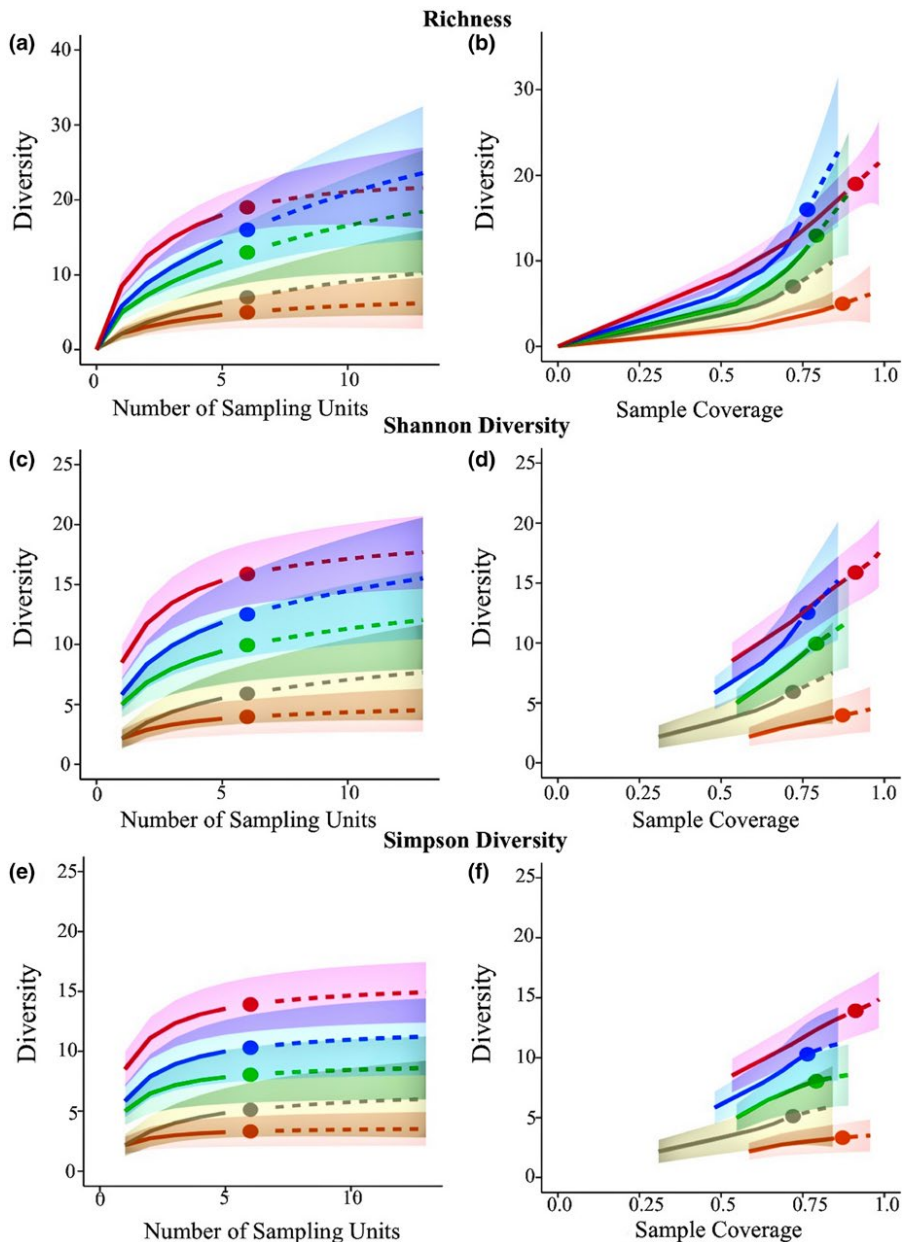 Richness
(a)
(b)
40
30
20
10
0
Diversity
0
5
10
Number of Sampling Units
30
20
10
0
Diversity
0.0
0.25
0.5
0.75
1.0
Sample Coverage
Shannon Diversity
(c)
(d)
25
20
15
10
5
0
Diversity
0
5
10
Number of Sampling Units
25
20
15
10
5
0
Diversity
0.0
0.25
0.5
0.75
1.0
Sample Coverage
Simpson Diversity
(e)
(f)
25
20
15
10
5
0
Diversity
0
5
10
Number of Sampling Units
25
20
15
10
5
0
Diversity
0.0
0.25
0.5
0.75
1.0
Sample Coverage